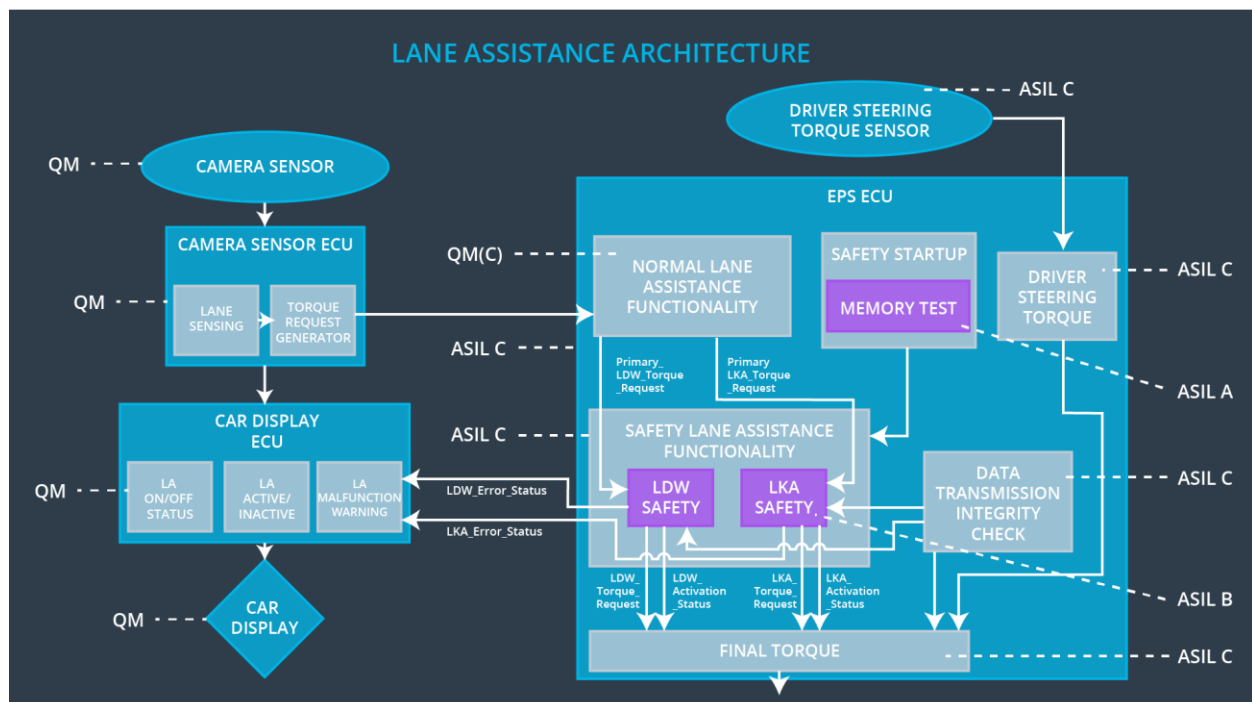 LANE ASSISTANCE ARCHITECTURE
ASIL C
DRIVER STEERING
TORQUE SENSOR
QM
CAMERA SENSOR
EPS ECU
CAMERA SENSOR ECU
QM(C)
NORMAL LANE
ASSISTANCE
FUNCTIONALITY
SAFETY STARTUP
MEMORY TEST
DRIVER
STEERING
TORQUE
ASIL C
QM
LANE
SENSING
TORQUE
REQUEST
GENERATOR
ASIL C
Primary_
LDW_Torque
_Request
Primary
LKA_Torque
_Request
ASIL A
CAR DISPLAY
ECU
ASIL C
SAFETY LANE ASSISTANCE
FUNCTIONALITY
QM
LA
ON/OFF
STATUS
LA
ACTIVE/
INACTIVE
LA
MALFUNCTION
WARNING
LDW_Error_Status
LKA_Error_Status
LDW
SAFETY
LKA
SAFETY
DATA
TRANSMISSION
INTEGRITY
CHECK
ASIL C
LDW_
Torque_
Request
LDW_
Activation
_Status
LKA_
Torque_
Request
LKA_
Activation
_Status
ASIL B
QM
CAR
DISPLAY
FINAL TORQUE
ASIL C